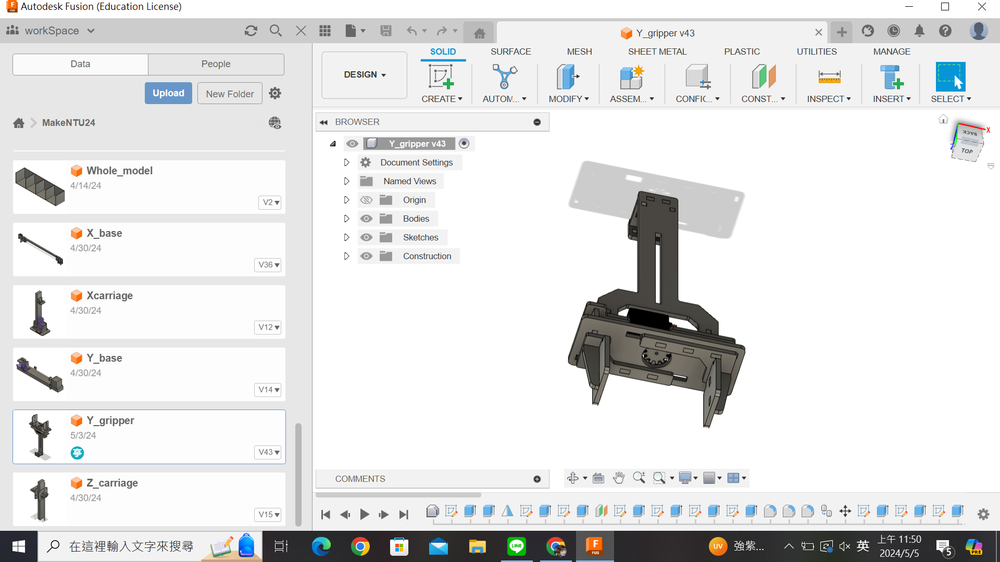 Autodesk Fusion (Education License)
workSpace
Y_gripper v43
Data
People
Upload
New Folder
MakeNTU24
Whole_model
4/14/24
V2
X_base
4/30/24
V36
Xcarriage
4/30/24
V12
Y_base
4/30/24
V14
Y_gripper
5/3/24
亭
V43
Z_carriage
4/30/24
V15
DESIGN
SOLID
SURFACE
MESH
SHEET METAL
PLASTIC
UTILITIES
MANAGE
CREATE
AUTOM...
MODIFY
ASSEM...
CONFIG...
CONST...
INSPECT
INSERT
SELECT
BROWSER
Y_gripper v43
Document Settings
Named Views
Origin
Bodies
Sketches
Construction
X
Z
BACK
TOP
COMMENTS
在這裡輸入文字來搜尋
LINE
F
FUS
UV
強紫...
英
上午 11:50
2024/5/5
5
PRE